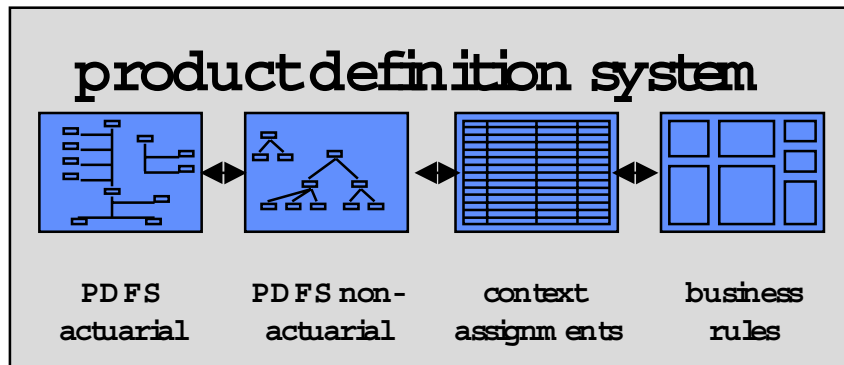 product definition system
PDFS
actuarial
PDFS non-
actuarial
context
assignments
business
rules